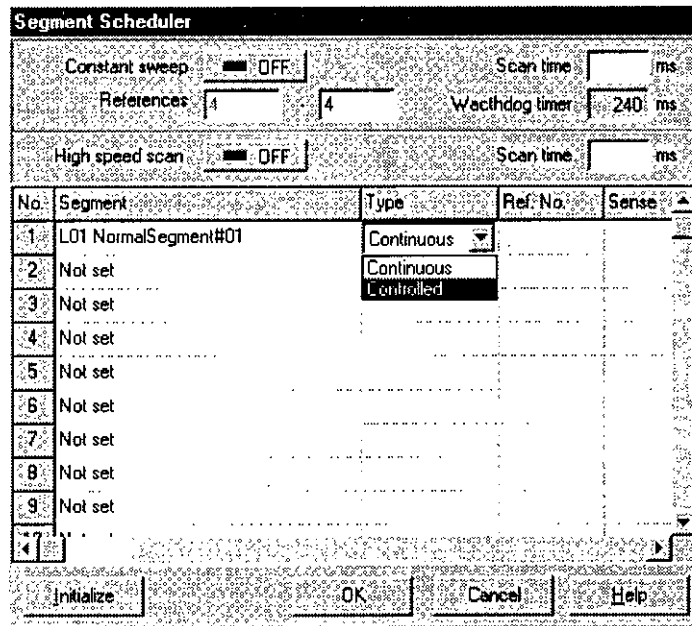 Segment Scheduler
Constant sweep OFF Scan time ms
References 4 - 4 Wacthdog timer 240 ms
High speed scan OFF Scan time ms
No. Segment Type Ref. No. Sense
1 L01 NormalSegment#01 Continuous
Continuous
2 Not set
Controlled
3 Not set
4 Not set
5 Not set
6 Not set
7 Not set
8 Not set
9 Not set
Initialize OK Cancel Help